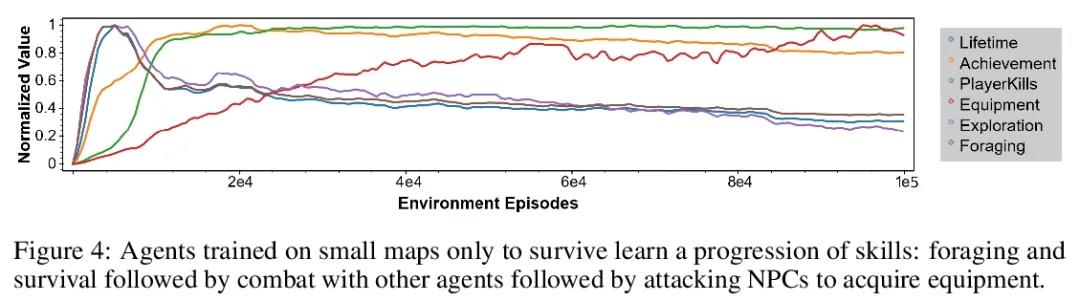 Normalized Value
1
0.8
0.6
0.4
0.2
0
2e4
4e4
6e4
8e4
1e5
Environment Episodes
Lifetime
Achievement
PlayerKills
Equipment
Exploration
Foraging
Figure 4: Agents trained on small maps only to survive learn a progression of skills: foraging and
survival followed by combat with other agents followed by attacking NPCs to acquire equipment.